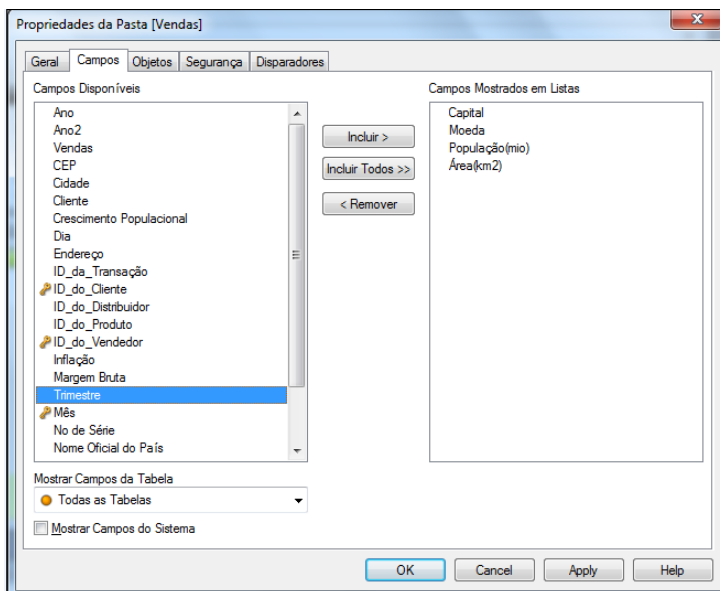 Propriedades da Pasta [Vendas]
Geral
Campos
Objetos
Segurança
Disparadores
Campos Disponíveis
Ano
Ano2
Vendas
CEP
Cidade
Cliente
Crescimento Populacional
Dia
Endereço
ID_da_Transação
ID_do_Cliente
ID_do_Distribuidor
ID_do_Produto
ID_do_Vendedor
Inflação
Margem Bruta
Trimestre
Mês
No de Série
Nome Oficial do País
Incluir >
Incluir Todos >>
< Remover
Campos Mostrados em Listas
Capital
Moeda
População(mio)
Área(km2)
Mostrar Campos da Tabela
Todas as Tabelas
Mostrar Campos do Sistema
OK
Cancel
Apply
Help